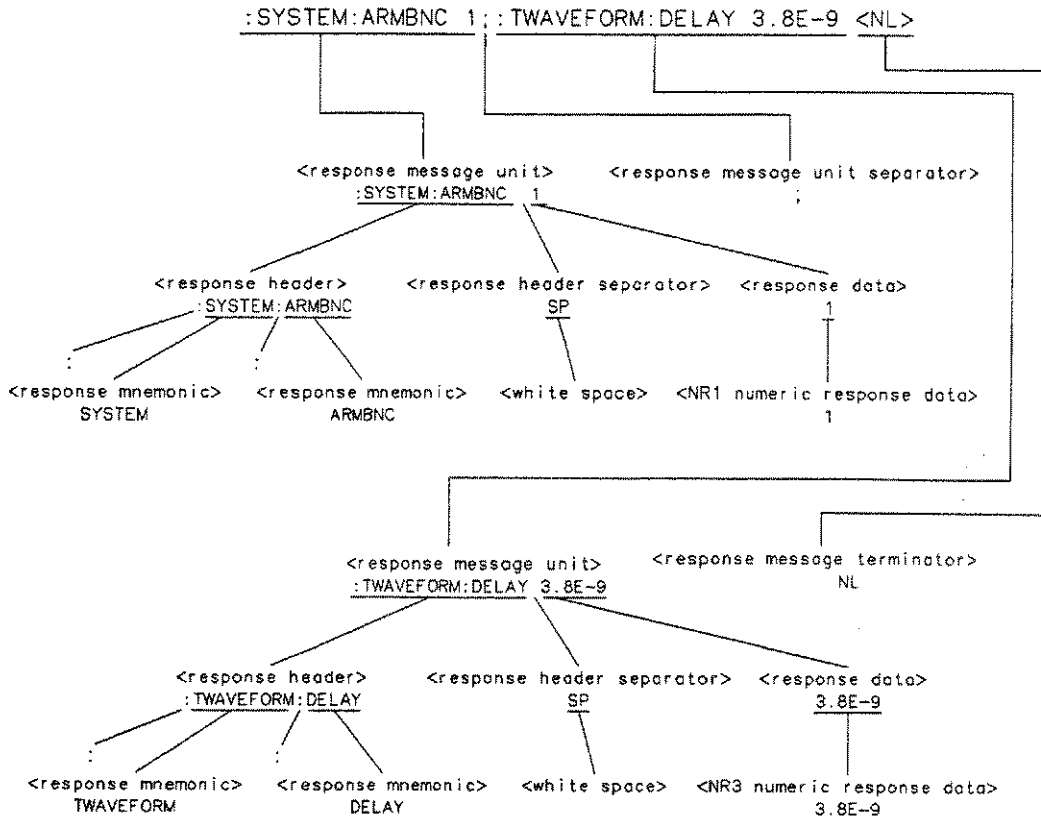 :SYSTEM:ARMBNC 1;:TWAVEFORM:DELAY 3.8E-9 <NL>
<response message unit> <response message unit separator>
:SYSTEM:ARMBNC 1 ;
<response header> <response header separator> <response data>
:SYSTEM:ARMBNC SP 1
: :
<response mnemonic> <response mnemonic> <white space> <NR1 numeric response data>
SYSTEM ARMBNC 1
<response message unit> <response message terminator>
:TWAVEFORM:DELAY 3.8E-9 NL
<response header> <response header separator> <response data>
:TWAVEFORM:DELAY SP 3.8E-9
: :
<response mnemonic> <response mnemonic> <white space> <NR3 numeric response data>
TWAVEFORM DELAY 3.8E-9